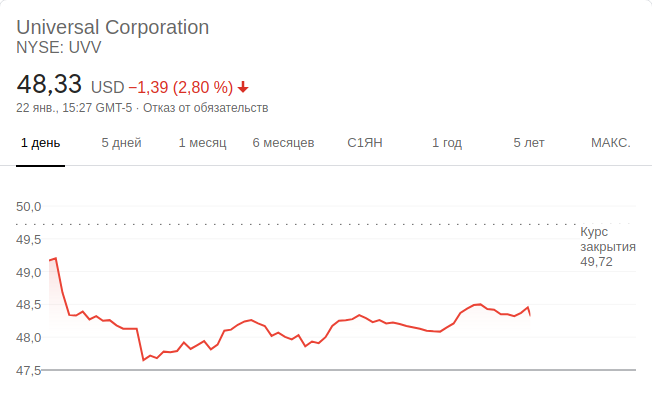 Universal Corporation
NYSE: UVV
48,33 USD −1,39 (2,80 %)
22 янв., 15:27 GMT-5 · Отказ от обязательств
1 день 5 дней 1 месяц 6 месяцев С1ЯН 1 год 5 лет МАКС.
50,0
49,5
49,0
48,5
48,0
47,5
Курс
закрытия
49,72